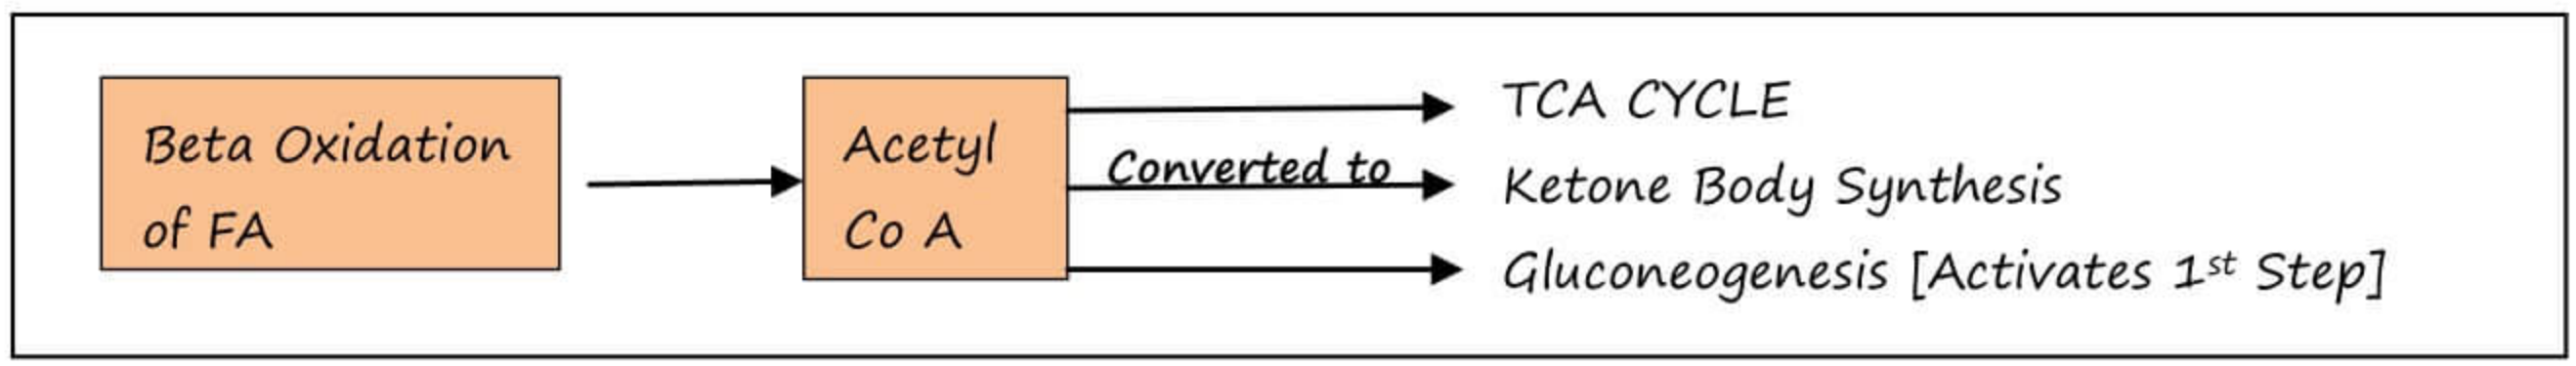 Beta Oxidation
of FA
Acetyl
Co A
Converted to
TCA CYCLE
Ketone Body Synthesis
Gluconeogenesis [Activates 1st Step]